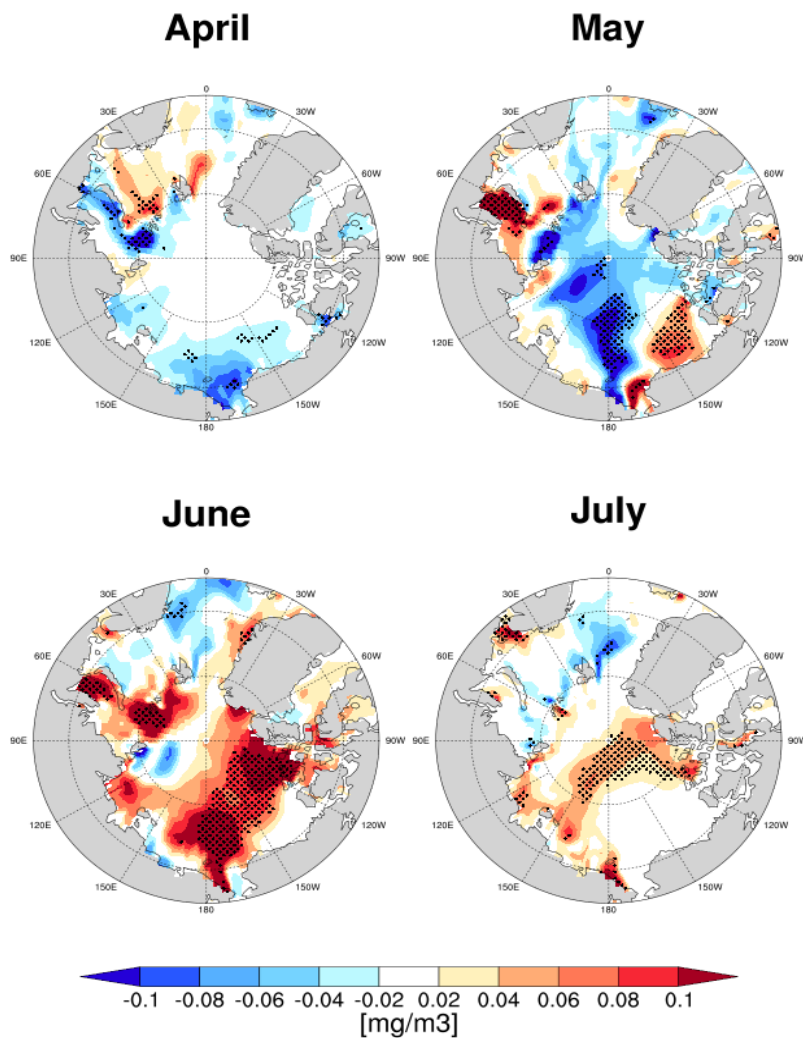 April May
0 0
30E 30W 30E 30W
60E 60W 60E 60W
90E 90W 90E 90W
120E 120W 120E 120W
150E 150W 150E 150W
180 180
June July
0 0
30E 30W 30E 30W
60E 60W 60E 60W
90E 90W 90E 90W
120E 120W 120E 120W
150E 150W 150E 150W
180 180
-0.1 -0.08 -0.06 -0.04 -0.02 0.02 0.04 0.06 0.08 0.1
[mg/m3]